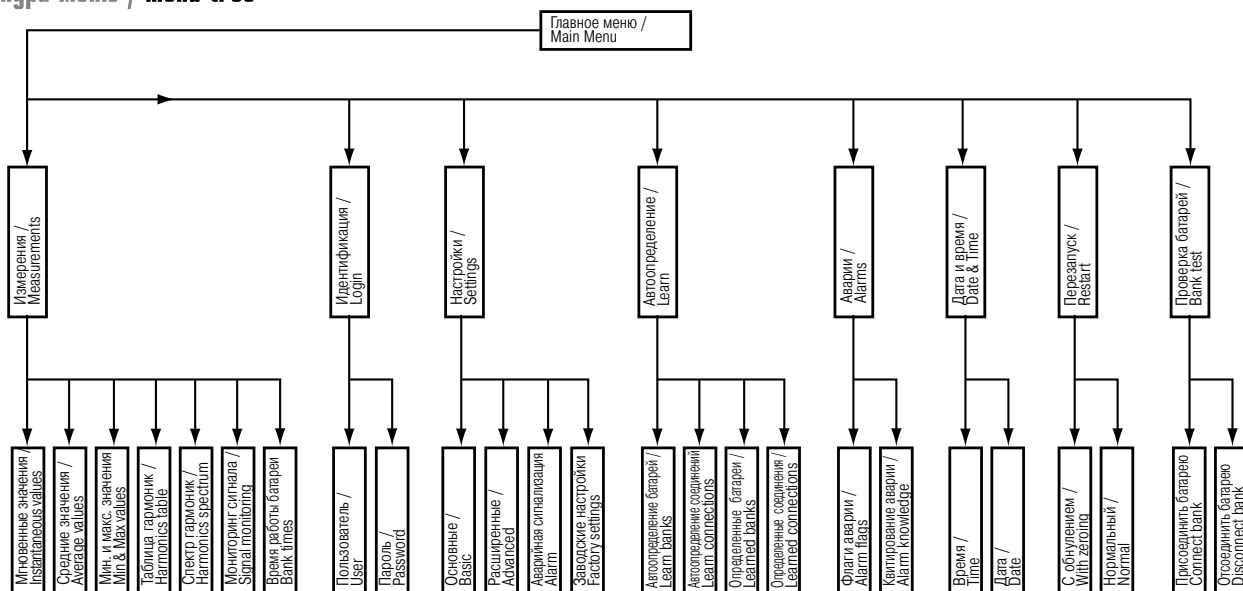 menu tree
Главное меню /
Main Menu
Измерения /
Measurements
Идентификация /
Login
Настройки /
Settings
Автоопределение /
Learn
Аварии /
Alarms
Дата и время /
Date & Time
Перезапуск /
Restart
Проверка батарей /
Bank test
Мгновенные значения /
Instantaneous values
Средние значения /
Average values
Мин. и макс. значения
Min & Max values
Таблица гармоник /
Harmonics table
Спектр гармоник /
Harmonics spectrum
Мониторинг сигнала /
Signal monitoring
Время работы батареи
Bank times
Пользователь /
User
Пароль /
Password
Основные /
Basic
Расширенные /
Advanced
Аварийная сигнализация
Alarm
Заводские настройки
Factory settings
Автоопределение батарей /
Learn banks
Автоопределение соединений
Learn connections
Определенные батареи /
Learned banks
Определенные соединения /
Learned connections
Флаги аварии /
Alarm flags
Квитирование аварии /
Alarm knowledge
Время /
Time
Дата /
Date
С обнулением /
With zeroing
Нормальный /
Normal
Присоединить батарею
Connect bank
Отсоединить батарею
Disconnect bank